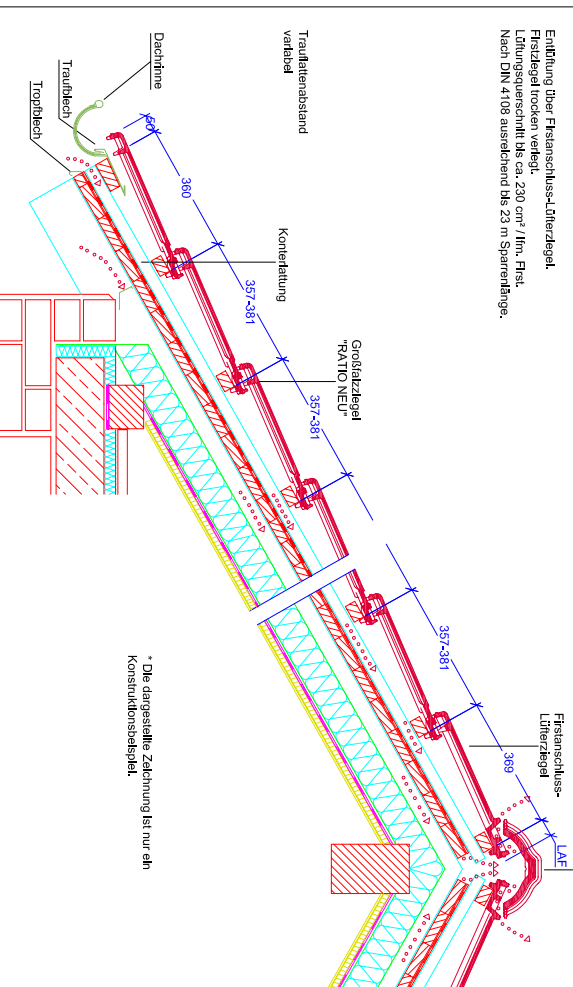 Entlüftung über Firstanschluss-Lüfterziegel.
Firstziegel trocken verlegt.
Lüftungsquerschnitt bis ca. 230 cm² / lfm. First.
Nach DIN 4108 ausreichend bis 23 m Sparrenlänge.
Trauflattenabstand
variabel
Dachrinne
Traufblech
Tropfblech
50
360
Konterlattung
357-381
Großfalzziegel
"RATIO NEU"
357-381
357-381
Firstanschluss-
Lüfterziegel
369
LAF
* Die dargestellte Zeichnung ist nur ein
Konstruktionsbeispiel.